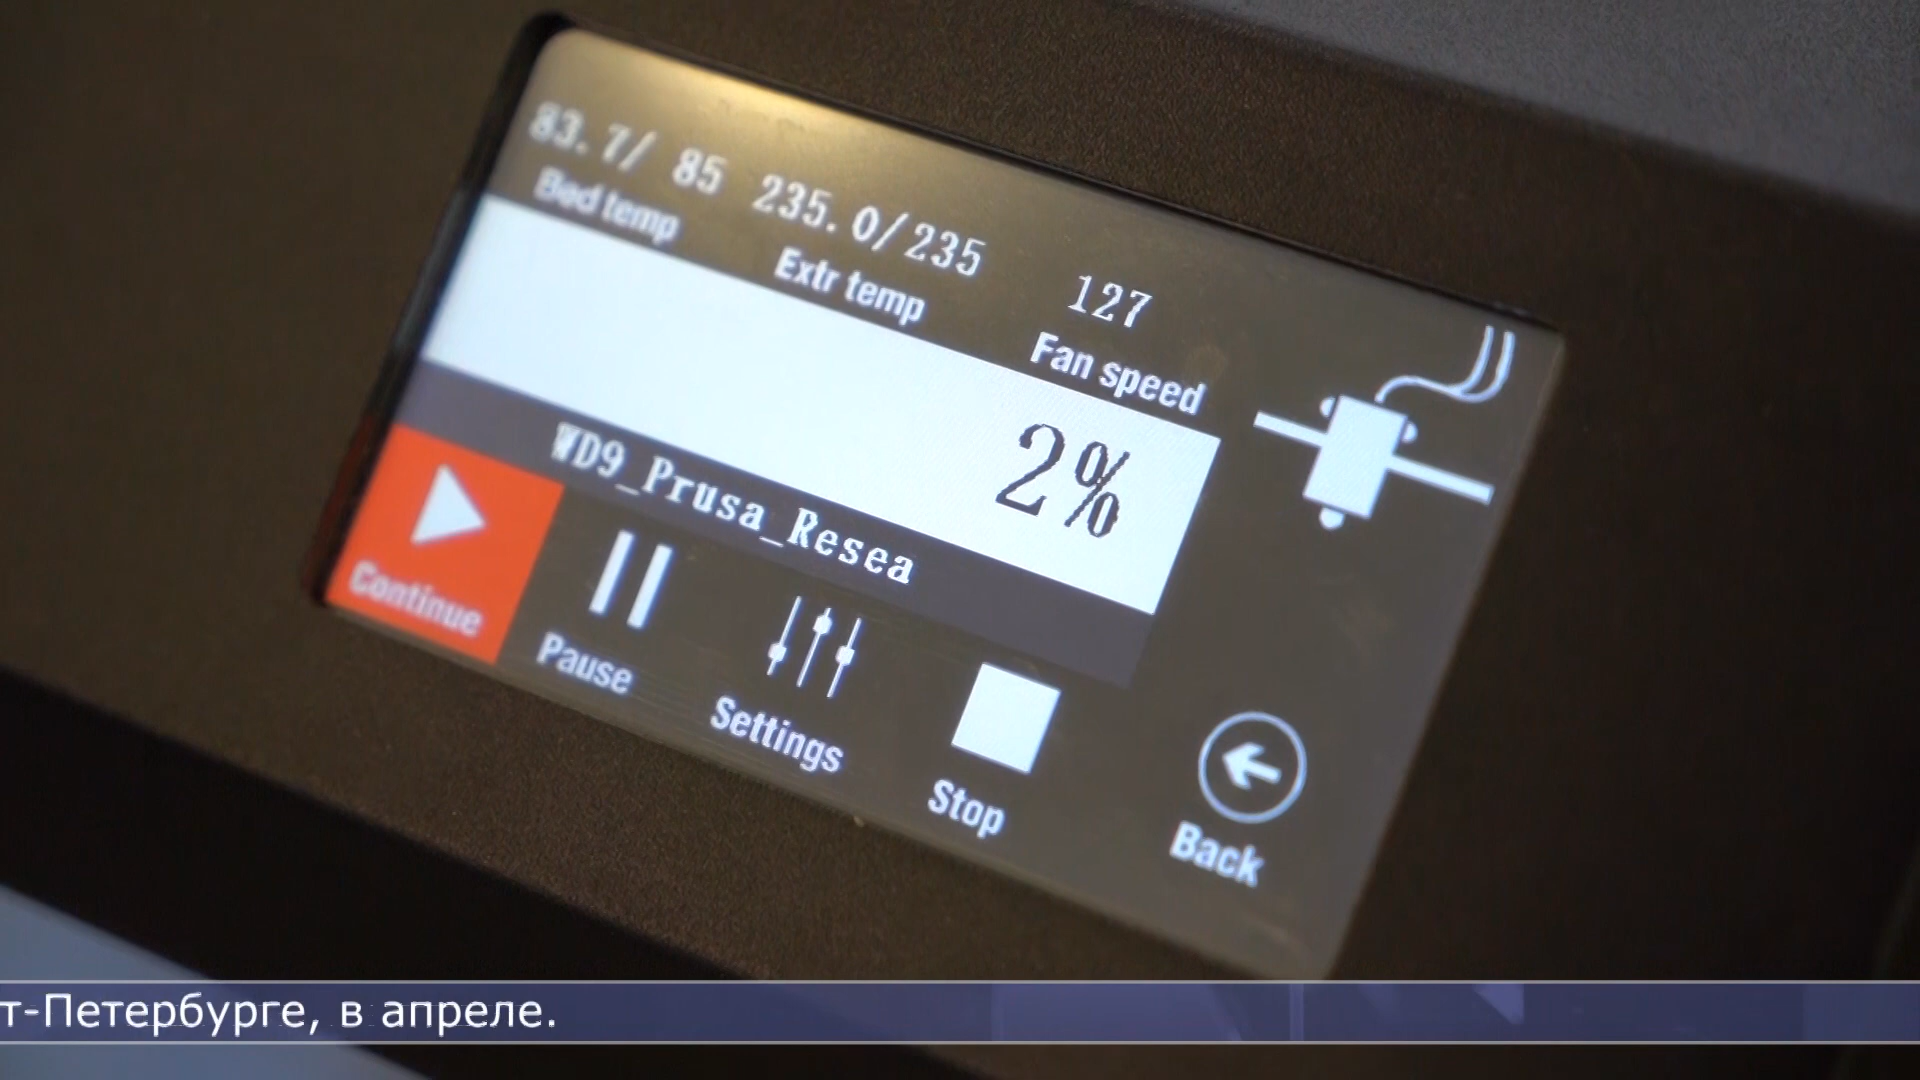 83.7/ 85 235.0/235 127
Bed temp Extr temp Fan speed
2%
WD9_Prusa_Resea
Continue Pause Settings Stop Back
т-Петербурге, в апреле.